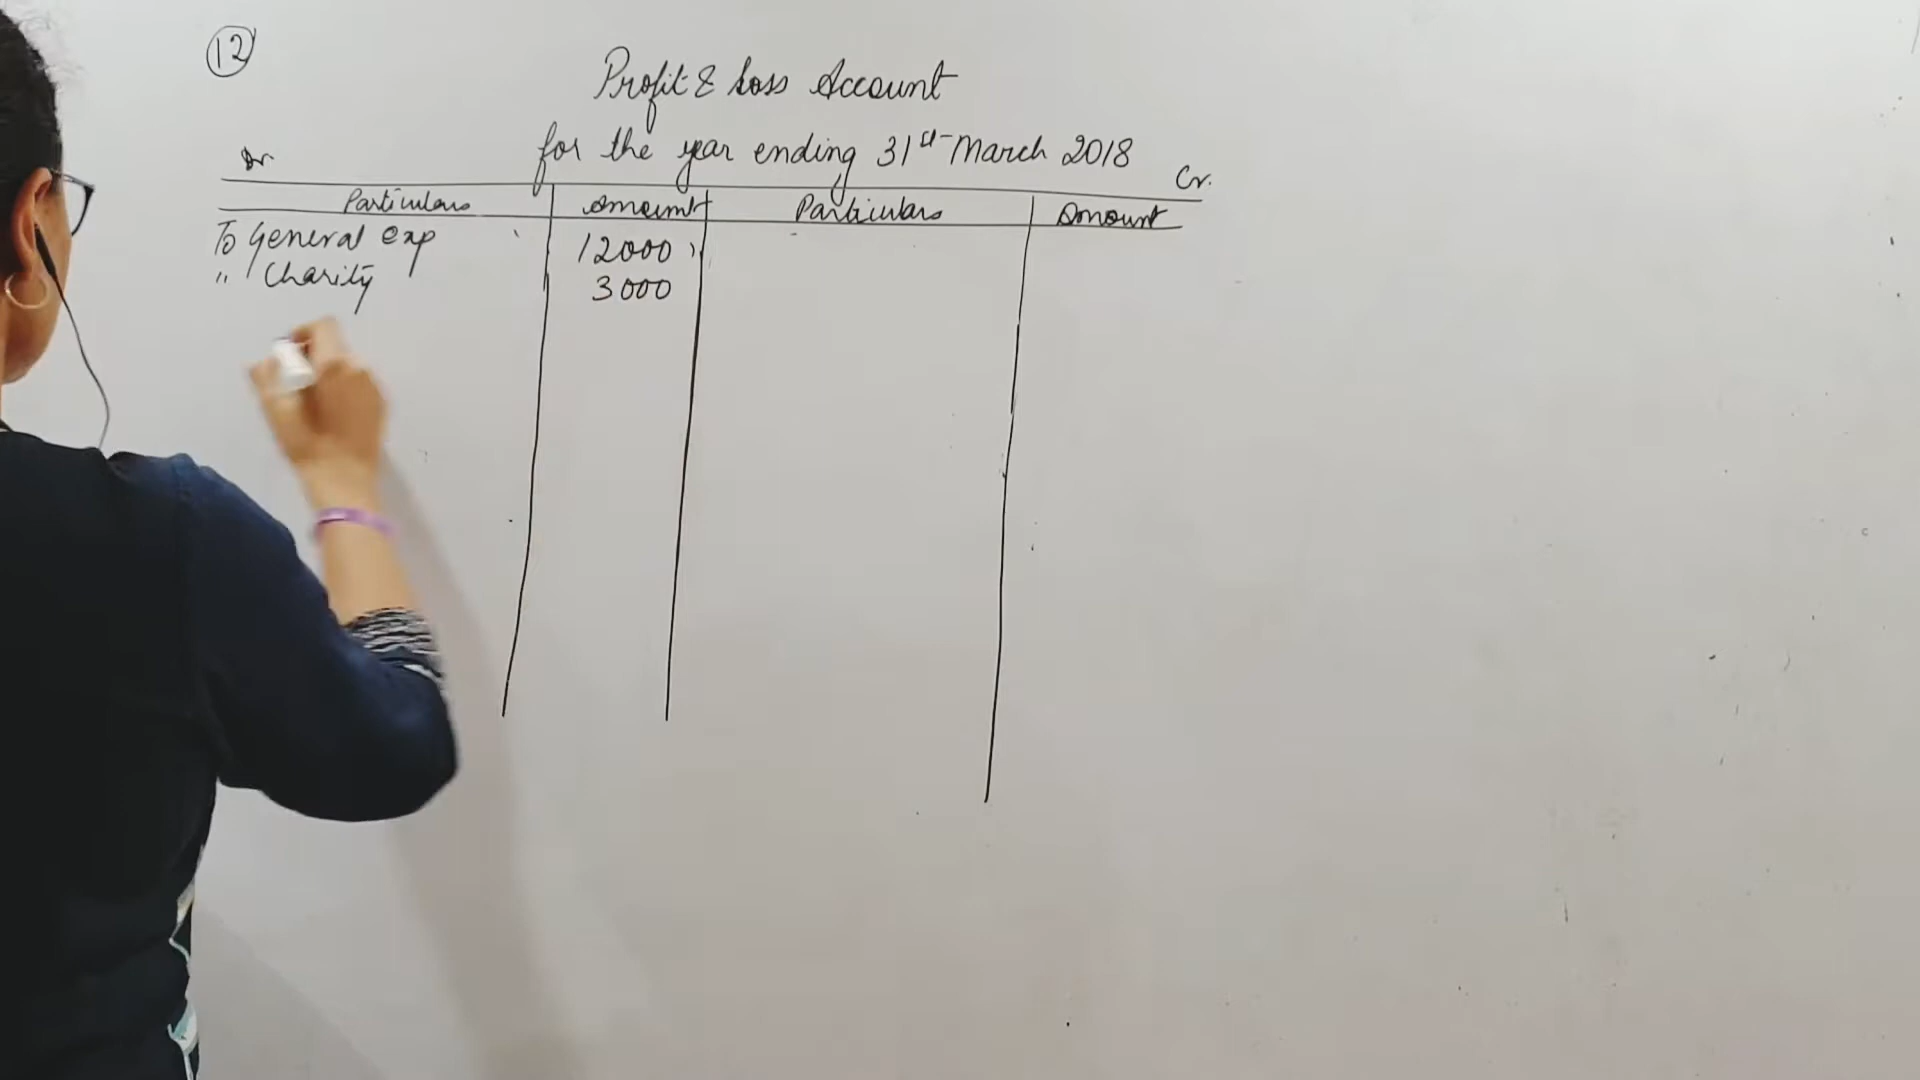 12
Profit & Loss Account
for the year ending 31st March 2018
Dr.
Cr.
Particulars Amount Particulars Amount
To General exp 12000
" Charity 3000